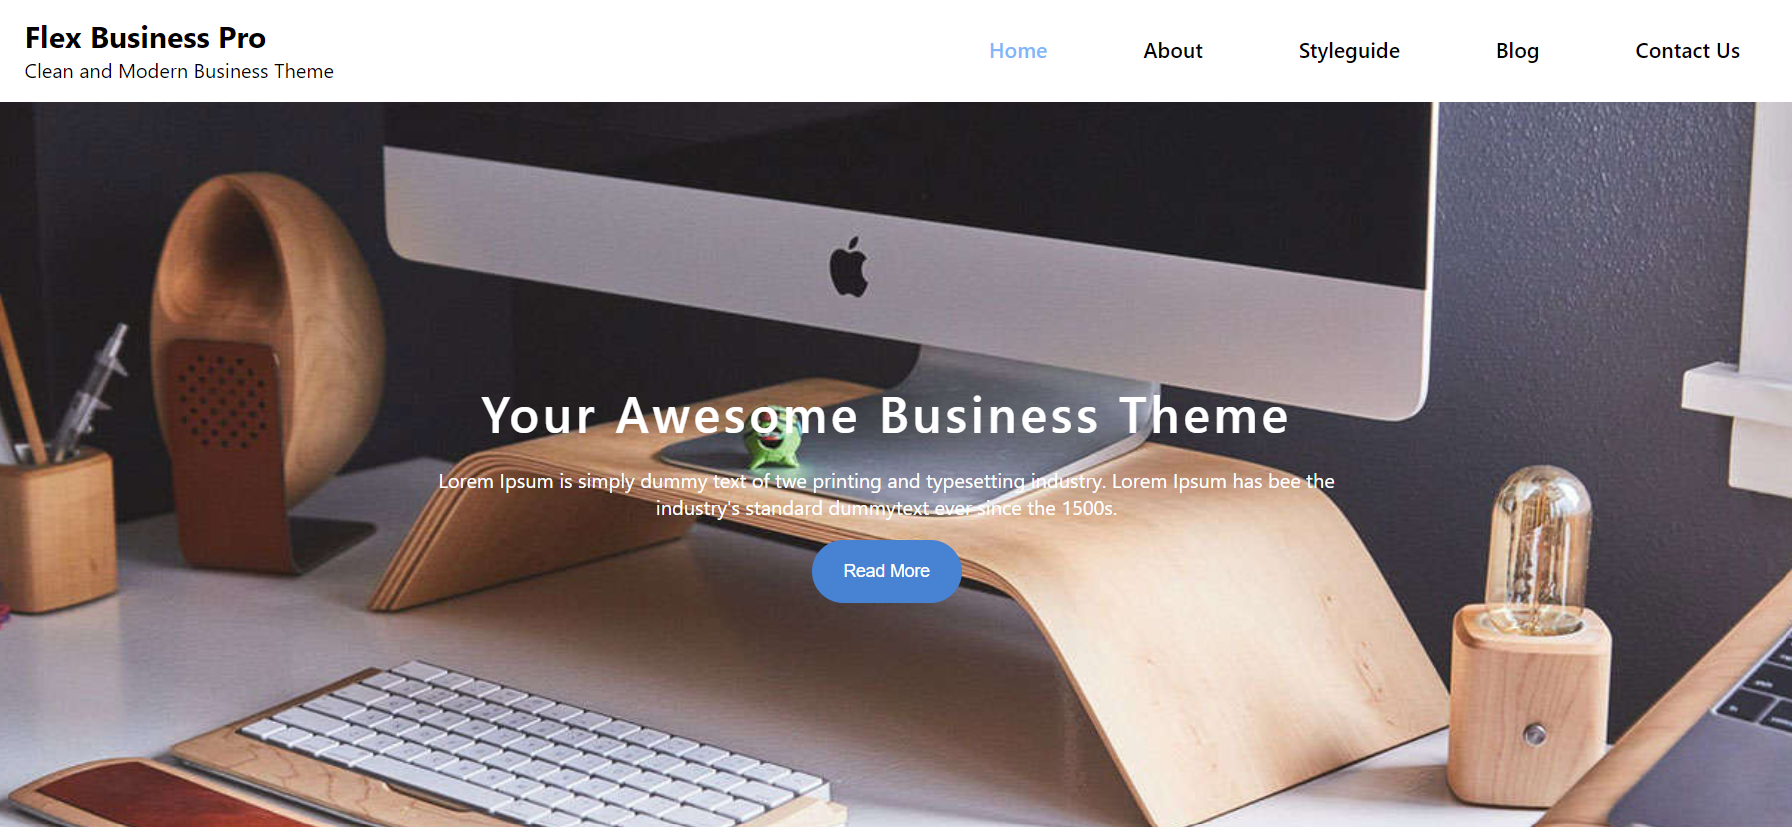 Flex Business Pro
Clean and Modern Business Theme
Home About Styleguide Blog Contact Us
Your Awesome Business Theme
Lorem Ipsum is simply dummy text of twe printing and typesetting industry. Lorem Ipsum has bee the
industry's standard dummytext ever since the 1500s.
Read More